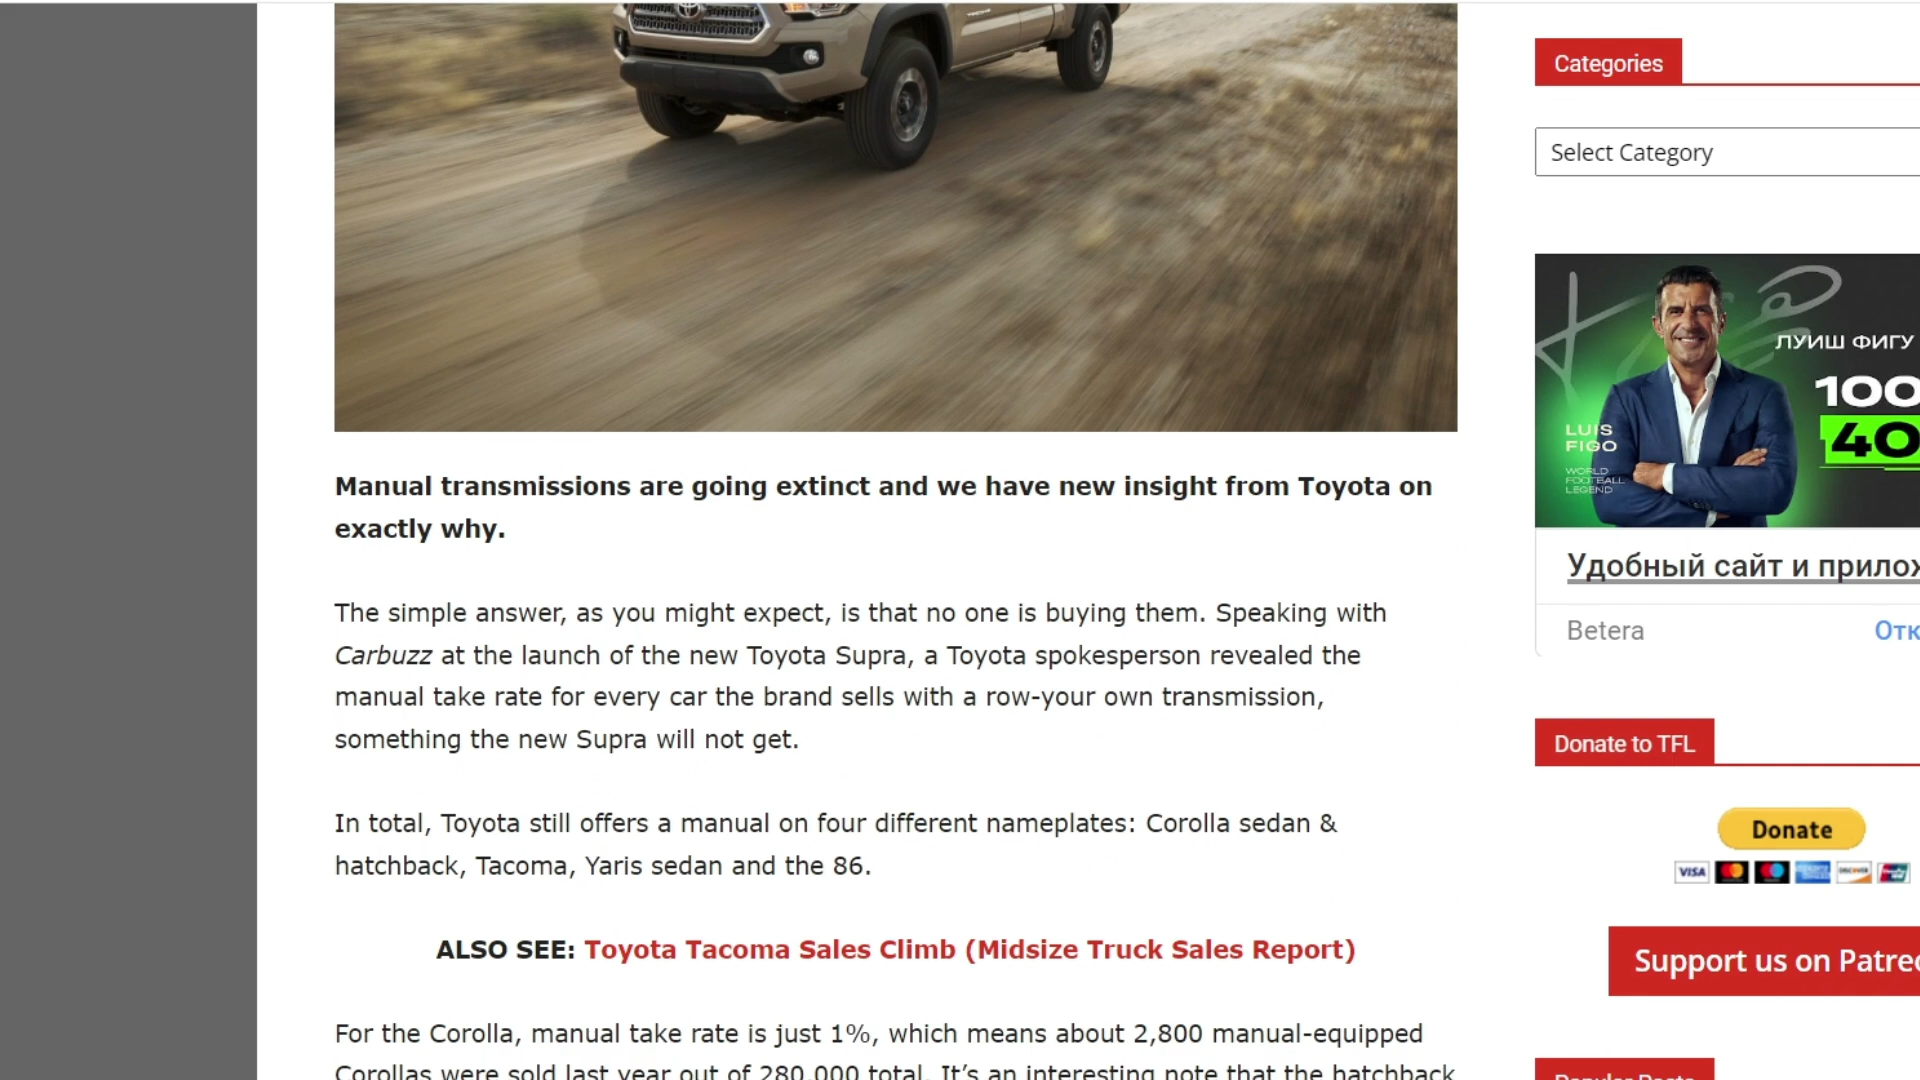 Categories
Select Category
ЛУИШ ФИГУ
100
40
LUIS
FIGO
WORLD
FOOTBALL
LEGEND
Удобный сайт и
Betera
Donate to TFL
Donate
VISA
DISCOVER
Support us on
Manual transmissions are going extinct and we have new insight from Toyota on
exactly why.
The simple answer, as you might expect, is that no one is buying them. Speaking with
Carbuzz at the launch of the new Toyota Supra, a Toyota spokesperson revealed the
manual take rate for every car the brand sells with a row-your own transmission,
something the new Supra will not get.
In total, Toyota still offers a manual on four different nameplates: Corolla sedan &
hatchback, Tacoma, Yaris sedan and the 86.
ALSO SEE: Toyota Tacoma Sales Climb (Midsize Truck Sales Report)
For the Corolla, manual take rate is just 1%, which means about 2,800 manual-equipped
Corollas were sold last year out of 280,000 total. It’s an interesting note that the hatchback
Popular Posts